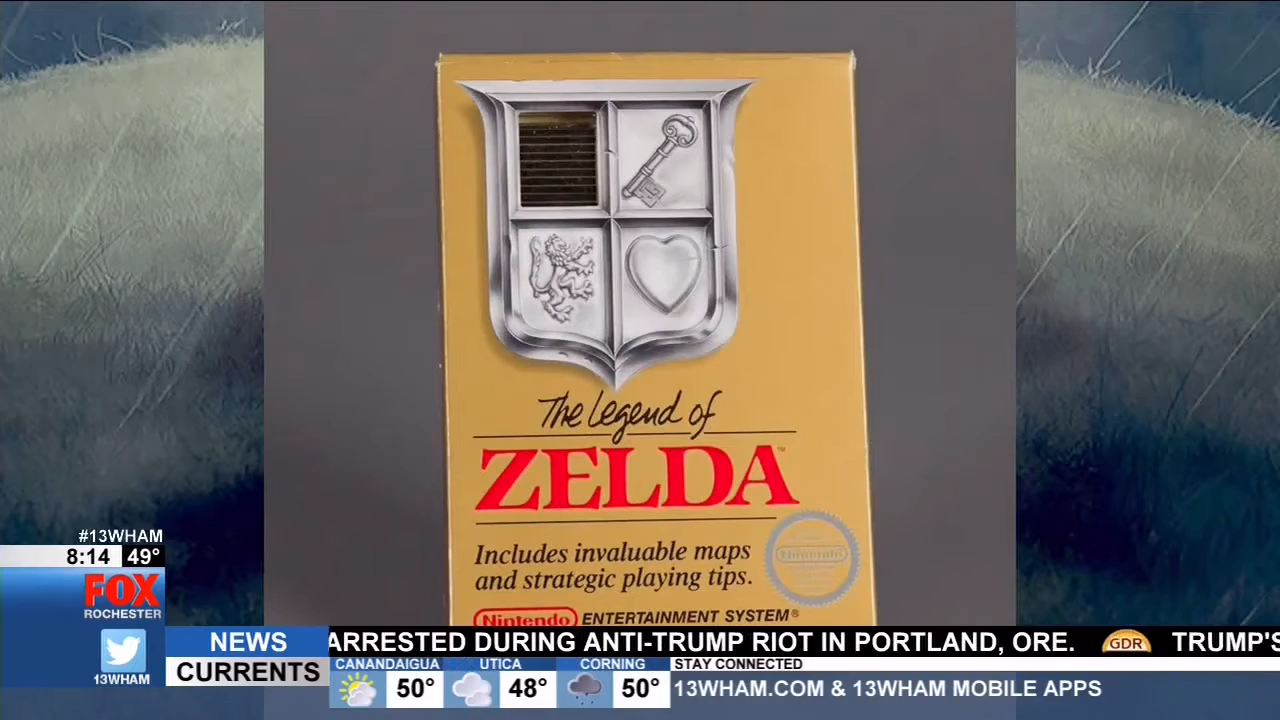 The Legend of
ZELDA™
Includes invaluable maps
and strategic playing tips.
Nintendo
Nintendo ENTERTAINMENT SYSTEM®
#13WHAM
8:14 49°
FOX
ROCHESTER
13WHAM
NEWS
CURRENTS
ARRESTED DURING ANTI-TRUMP RIOT IN PORTLAND, ORE. GDR TRUMP'S
CANANDAIGUA UTICA CORNING
50° 48° 50°
STAY CONNECTED
13WHAM.COM & 13WHAM MOBILE APPS